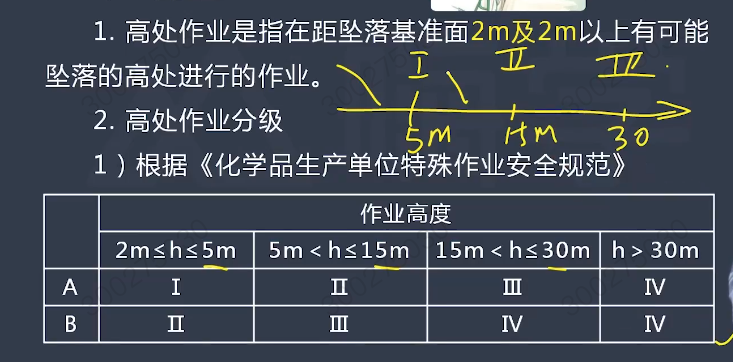 1. 高处作业是指在距坠落基准面2m及2m以上有可能
坠落的高处进行的作业。
I II III
2. 高处作业分级
5m 15m 30
1）根据《化学品生产单位特殊作业安全规范》
作业高度
2m≤h≤5m 5m<h≤15m 15m<h≤30m h>30m
A I II III IV
B II III IV IV